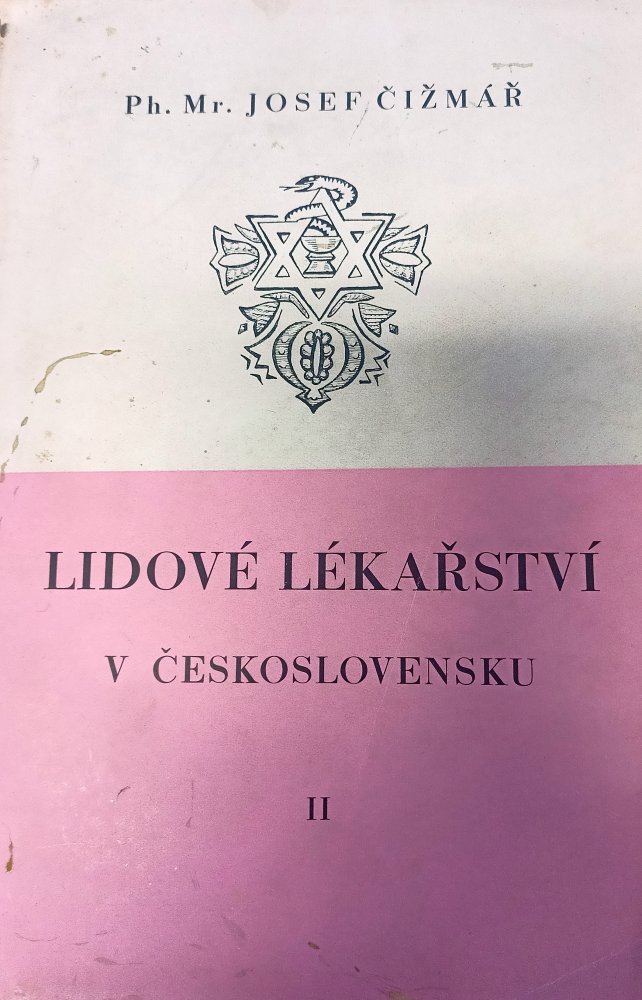 Ph. Mr. JOSEF ČIŽMÁŘ
LIDOVÉ LÉKAŘSTVÍ
V ČESKOSLOVENSKU
II